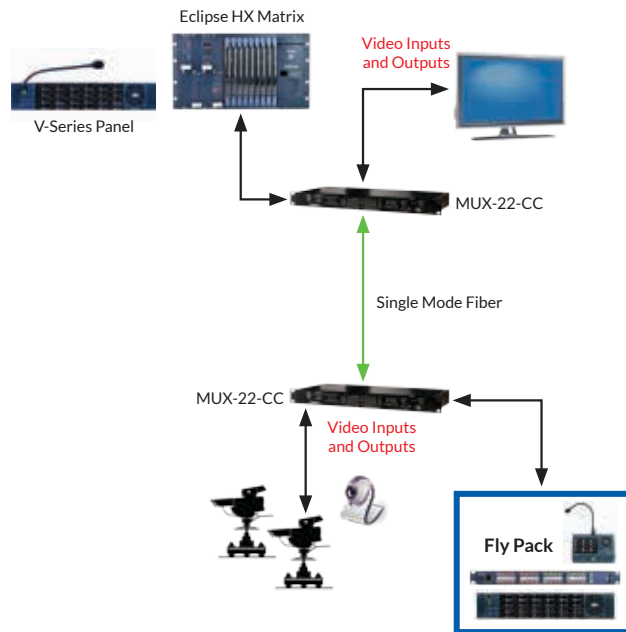 Eclipse HX Matrix
Video Inputs
and Outputs
V-Series Panel
MUX-22-CC
Single Mode Fiber
MUX-22-CC
Video Inputs
and Outputs
Fly Pack